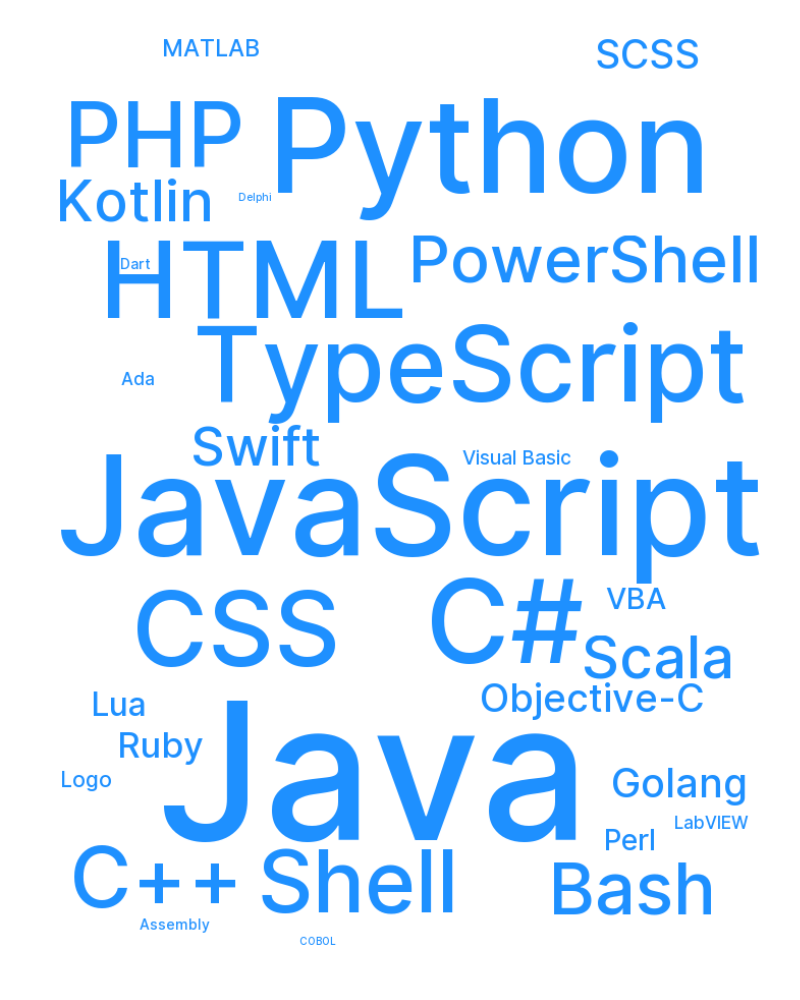 MATLAB
SCSS
PHP
Python
Kotlin
Delphi
HTML
Dart
PowerShell
TypeScript
Ada
Swift
Visual Basic
JavaScript
CSS
C#
VBA
Scala
Objective-C
Lua
Ruby
Java
Logo
Golang
LabVIEW
Perl
C++
Shell
Bash
Assembly
COBOL